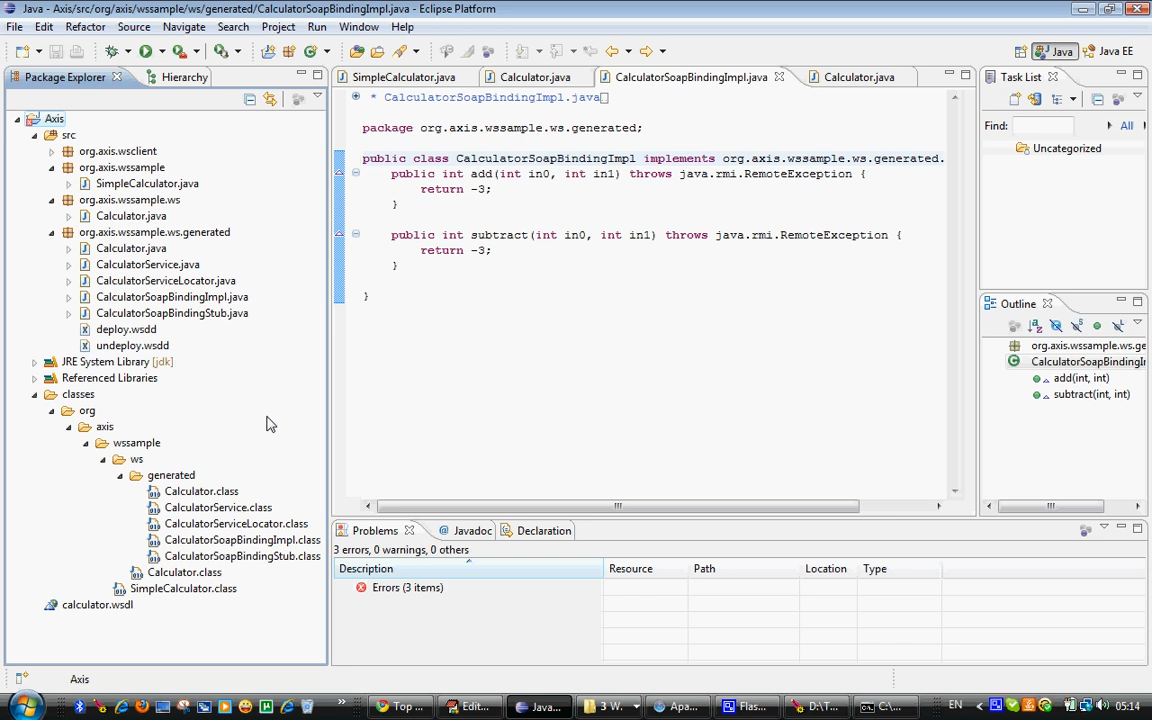 Java - Axis/src/org/axis/wssample/ws/generated/CalculatorSoapBindingImpl.java - Eclipse Platform
File Edit Refactor Source Navigate Search Project Run Window Help
Java Java EE
Package Explorer Hierarchy
SimpleCalculator.java Calculator.java CalculatorSoapBindingImpl.java Calculator.java
Task List
Find: All
Uncategorized
Axis
src
org.axis.wsclient
org.axis.wssample
SimpleCalculator.java
org.axis.wssample.ws
Calculator.java
org.axis.wssample.ws.generated
Calculator.java
CalculatorService.java
CalculatorServiceLocator.java
CalculatorSoapBindingImpl.java
CalculatorSoapBindingStub.java
deploy.wsdd
undeploy.wsdd
JRE System Library [jdk]
Referenced Libraries
classes
org
axis
wssample
ws
generated
Calculator.class
CalculatorService.class
CalculatorServiceLocator.class
CalculatorSoapBindingImpl.class
CalculatorSoapBindingStub.class
Calculator.class
SimpleCalculator.class
calculator.wsdl
* CalculatorSoapBindingImpl.java
package org.axis.wssample.ws.generated;
public class CalculatorSoapBindingImpl implements org.axis.wssample.ws.generated.
public int add(int in0, int in1) throws java.rmi.RemoteException {
return -3;
}
public int subtract(int in0, int in1) throws java.rmi.RemoteException {
return -3;
}
}
Outline
org.axis.wssample.ws.ge
CalculatorSoapBindingI
add(int, int)
subtract(int, int)
Problems Javadoc Declaration
3 errors, 0 warnings, 0 others
Description Resource Path Location Type
Errors (3 items)
Axis
Top ... Edit... Java... 3 W. Apa... Flas... D:\T... C:\... EN 05:14